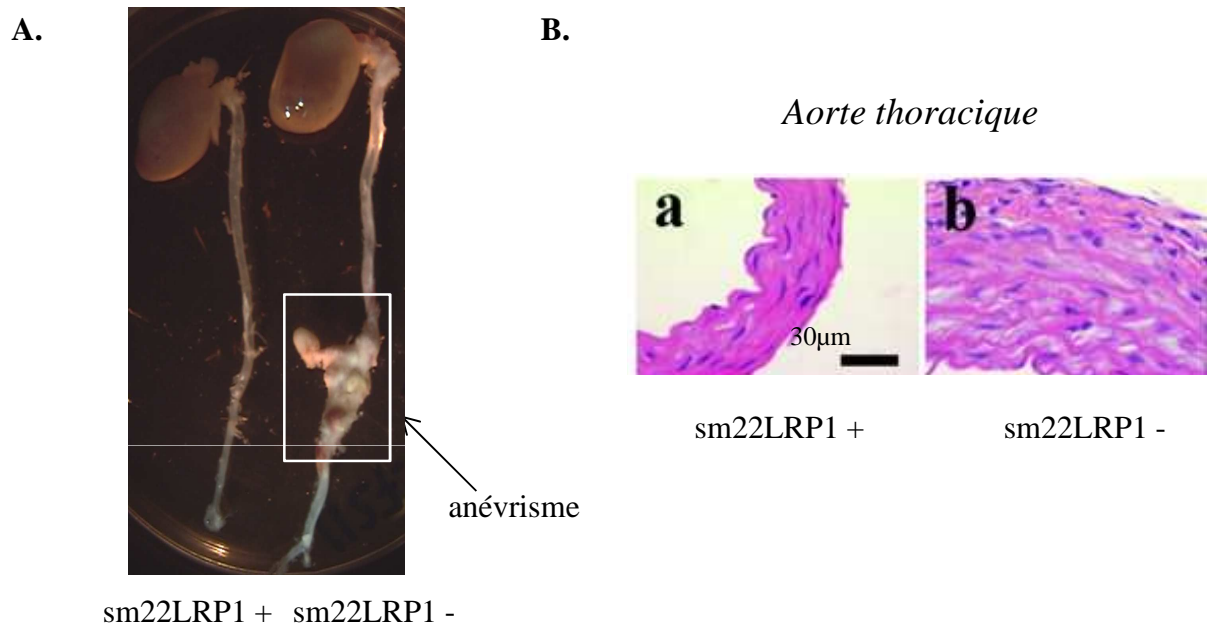 A.
B.
Aorte thoracique
a
b
30µm
sm22LRP1 +
sm22LRP1 -
anévrisme
sm22LRP1 + sm22LRP1 -